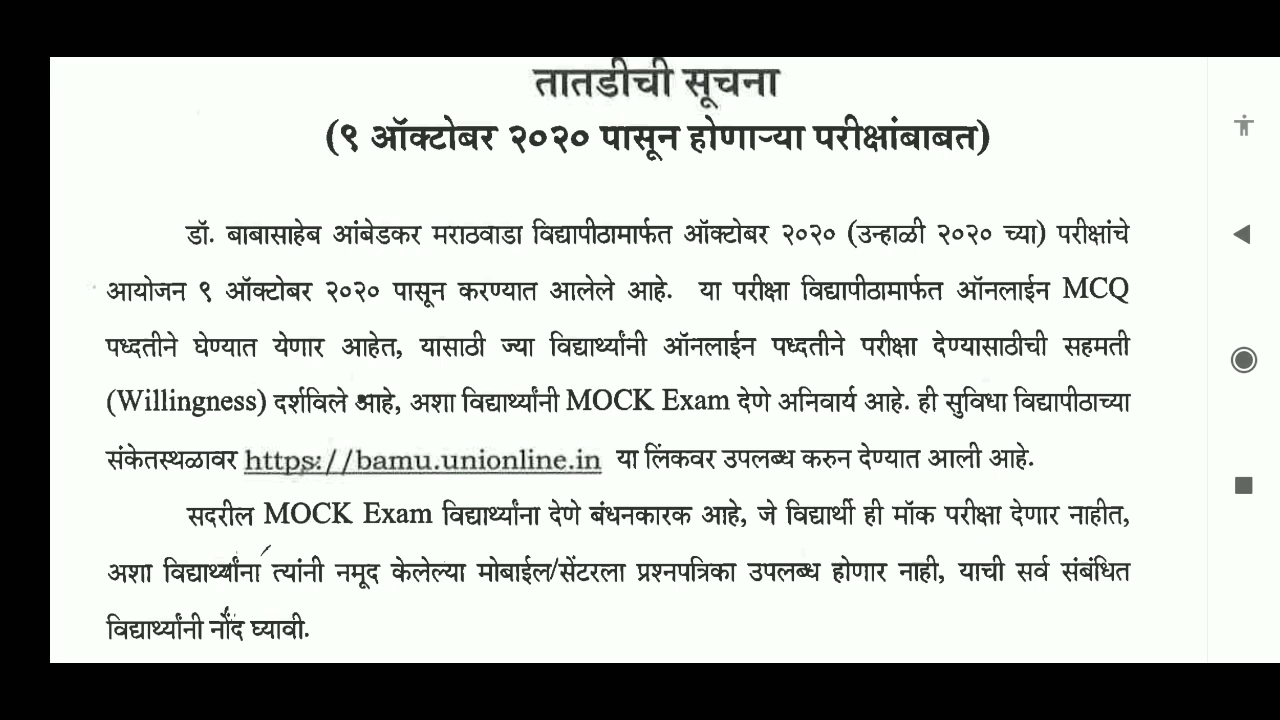 तातडीची सूचना
(९ ऑक्टोबर २०२० पासून होणाऱ्या परीक्षांबाबत)
डॉ. बाबासाहेब आंबेडकर मराठवाडा विद्यापीठामार्फत ऑक्टोबर २०२० (उन्हाळी २०२० च्या) परीक्षांचे
आयोजन ९ ऑक्टोबर २०२० पासून करण्यात आलेले आहे. या परीक्षा विद्यापीठामार्फत ऑनलाईन MCQ
पध्दतीने घेण्यात येणार आहेत, यासाठी ज्या विद्यार्थ्यांनी ऑनलाईन पध्दतीने परीक्षा देण्यासाठीची सहमती
(Willingness) दर्शविले आहे, अशा विद्यार्थ्यांनी MOCK Exam देणे अनिवार्य आहे. ही सुविधा विद्यापीठाच्या
संकेतस्थळावर https://bamu.unionline.in या लिंकवर उपलब्ध करुन देण्यात आली आहे.
सदरील MOCK Exam विद्यार्थ्यांना देणे बंधनकारक आहे, जे विद्यार्थी ही मॉक परीक्षा देणार नाहीत,
अशा विद्यार्थ्यांना त्यांनी नमूद केलेल्या मोबाईल/सेंटरला प्रश्नपत्रिका उपलब्ध होणार नाही, याची सर्व संबंधित
विद्यार्थ्यांनी नोंद घ्यावी.